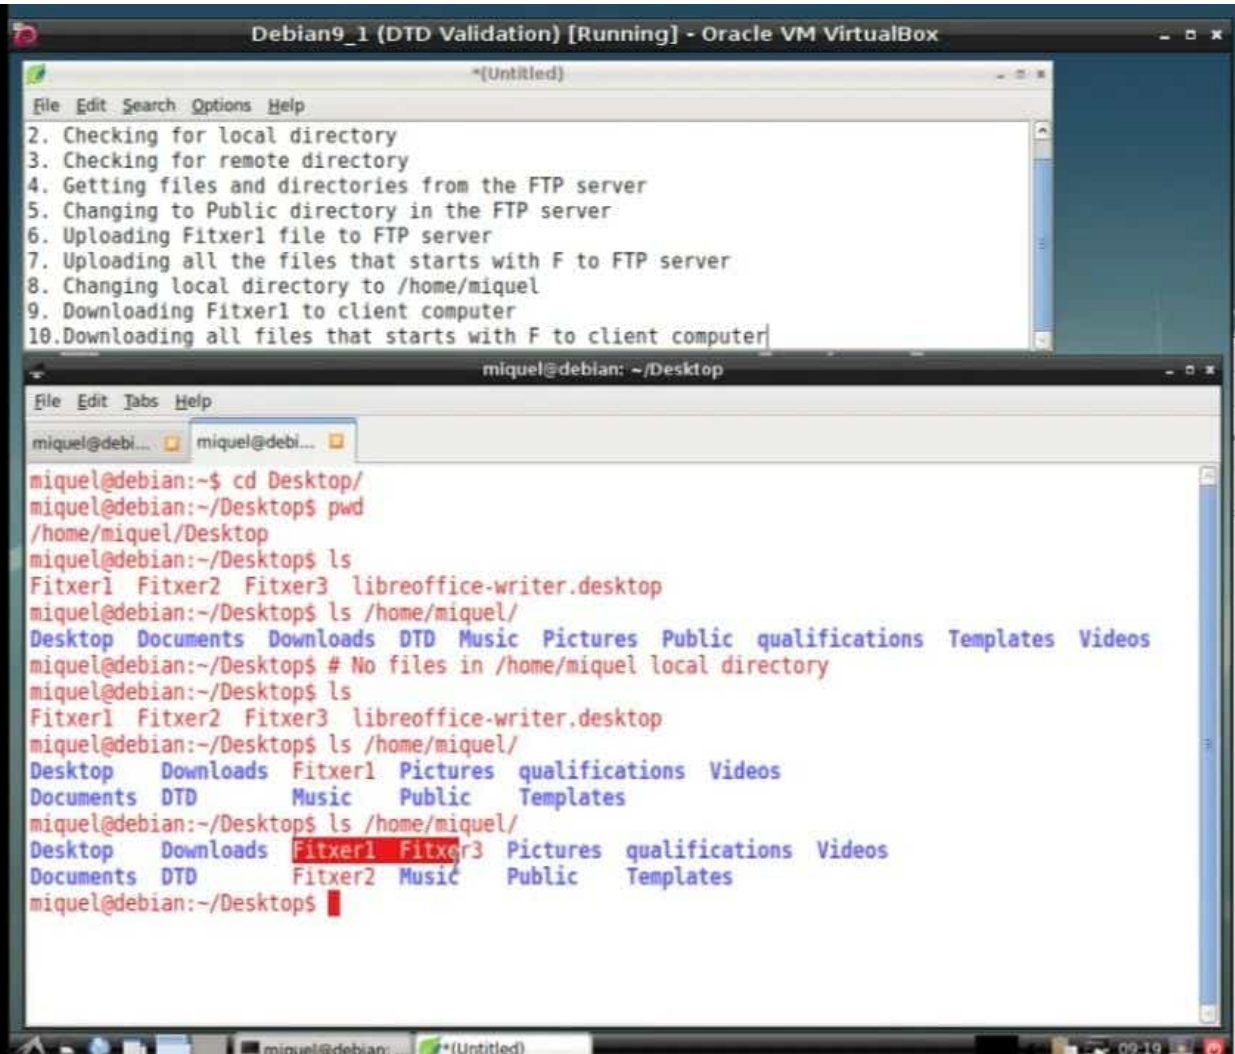 Debian9_1 (DTD Validation) [Running] - Oracle VM VirtualBox
*(Untitled)
File Edit Search Options Help
2. Checking for local directory
3. Checking for remote directory
4. Getting files and directories from the FTP server
5. Changing to Public directory in the FTP server
6. Uploading Fitxer1 file to FTP server
7. Uploading all the files that starts with F to FTP server
8. Changing local directory to /home/miquel
9. Downloading Fitxer1 to client computer
10.Downloading all files that starts with F to client computer
miquel@debian: ~/Desktop
File Edit Tabs Help
miquel@debi... miquel@debi...
miquel@debian:~$ cd Desktop/
miquel@debian:~/Desktop$ pwd
/home/miquel/Desktop
miquel@debian:~/Desktop$ ls
Fitxer1 Fitxer2 Fitxer3 libreoffice-writer.desktop
miquel@debian:~/Desktop$ ls /home/miquel/
Desktop Documents Downloads DTD Music Pictures Public qualifications Templates Videos
miquel@debian:~/Desktop$ # No files in /home/miquel local directory
miquel@debian:~/Desktop$ ls
Fitxer1 Fitxer2 Fitxer3 libreoffice-writer.desktop
miquel@debian:~/Desktop$ ls /home/miquel/
Desktop Downloads Fitxer1 Pictures qualifications Videos
Documents DTD Music Public Templates
miquel@debian:~/Desktop$ ls /home/miquel/
Desktop Downloads Fitxer1 Fitxer3 Pictures qualifications Videos
Documents DTD Fitxer2 Music Public Templates
miquel@debian:~/Desktop$
miquel@debian: ... *(Untitled) 09:19